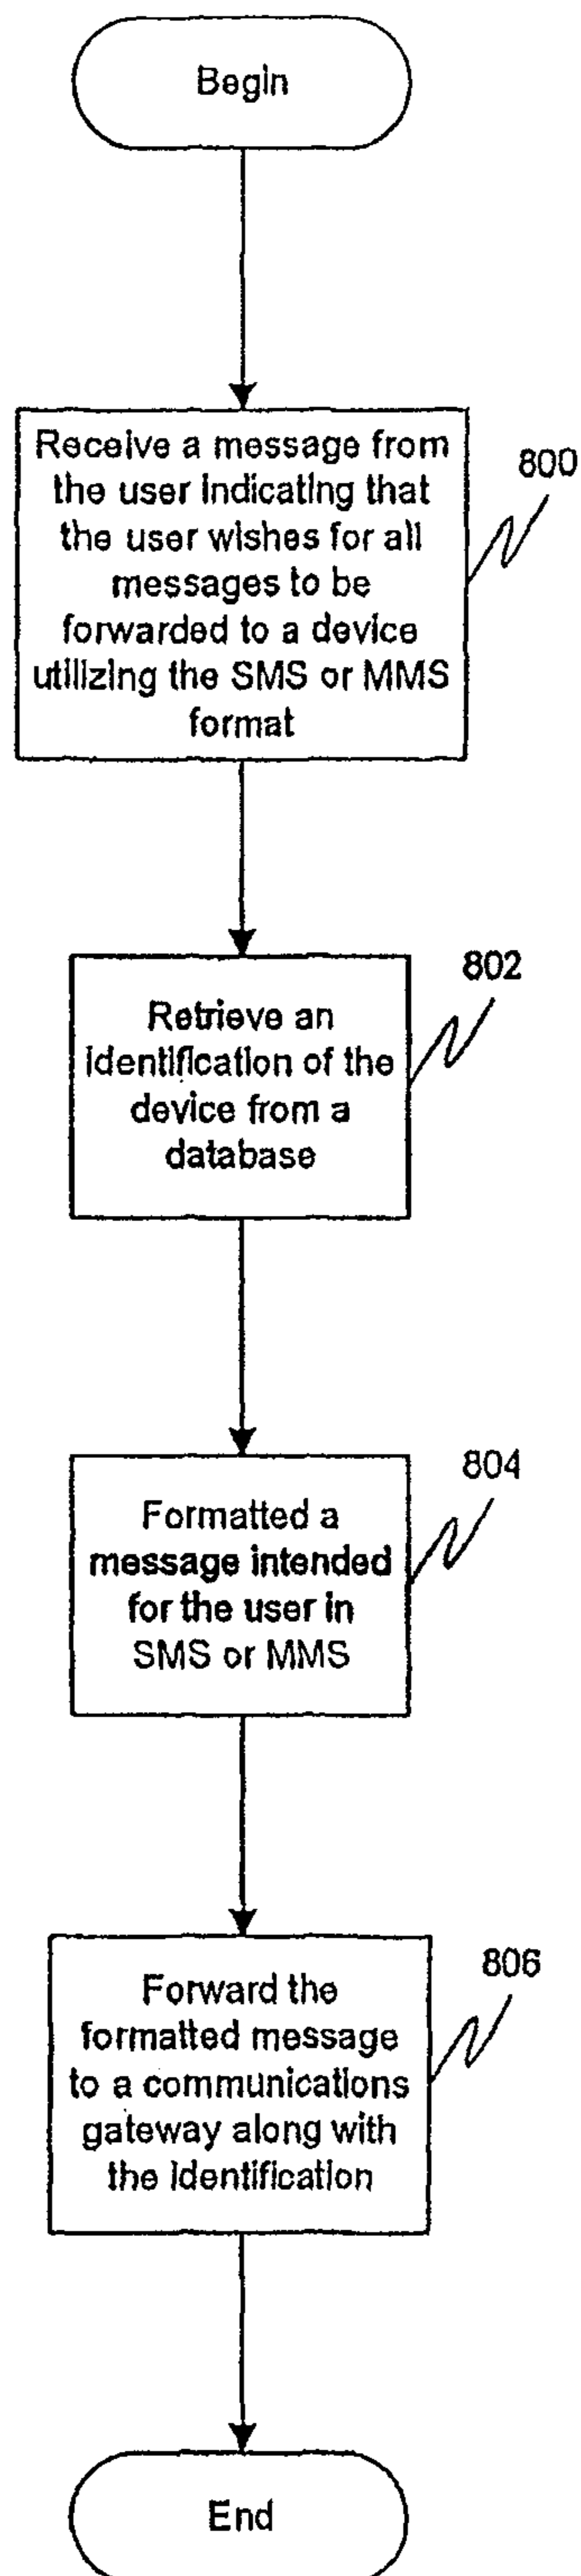 Begin
Receive a message from
the user indicating that
the user wishes for all
messages to be
forwarded to a device
utilizing the SMS or MMS
format
800
Retrieve an
identification of the
device from a
database
802
Formatted a
message intended
for the user in
SMS or MMS
804
Forward the
formatted message
to a communications
gateway along with
the identification
806
End